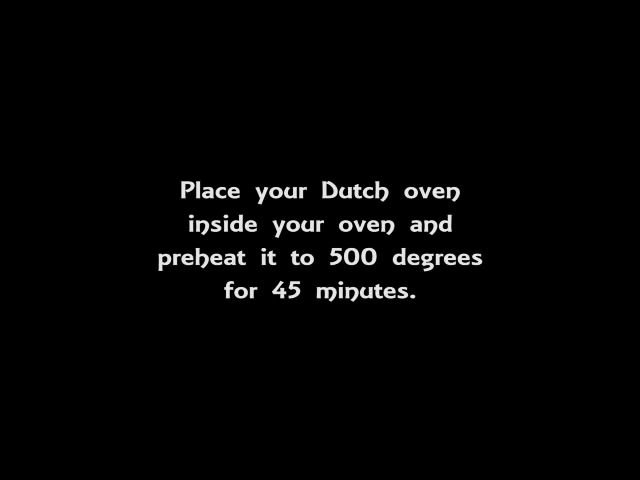 Place your Dutch oven
inside your oven and
preheat it to 500 degrees
for 45 minutes.